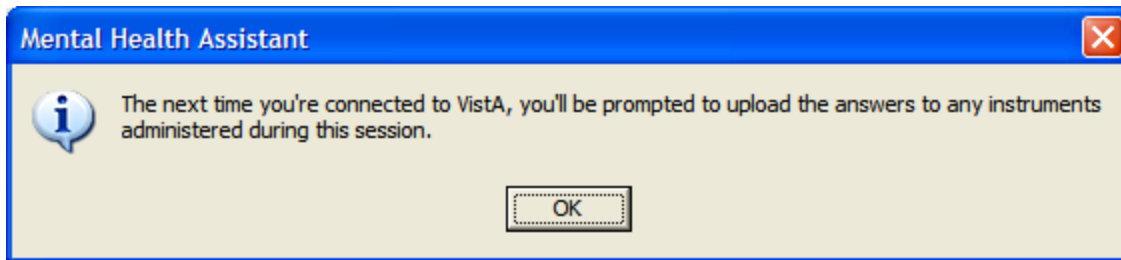 Mental Health Assistant
The next time you're connected to VistA, you'll be prompted to upload the answers to any instruments
administered during this session.
OK